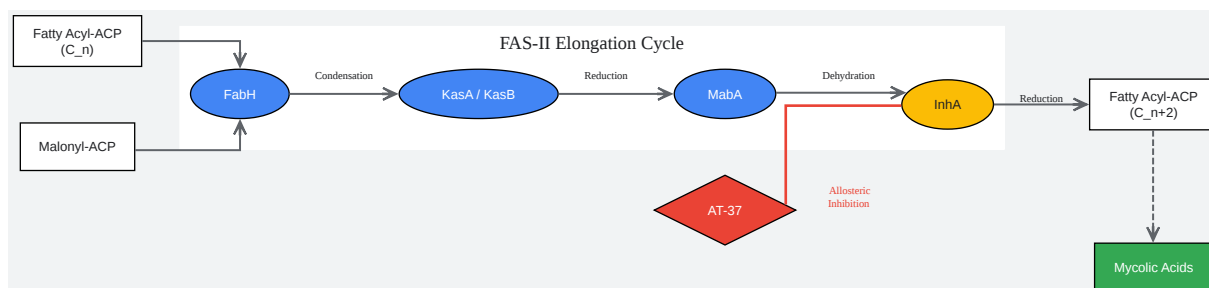 Fatty Acyl-ACP
(C_n)
FAS-II Elongation Cycle
Condensation
Reduction
Dehydration
FabH
KasA / KasB
MabA
InhA
Reduction
Fatty Acyl-ACP
(C_n+2)
Malonyl-ACP
Allosteric
Inhibition
AT-37
Mycolic Acids